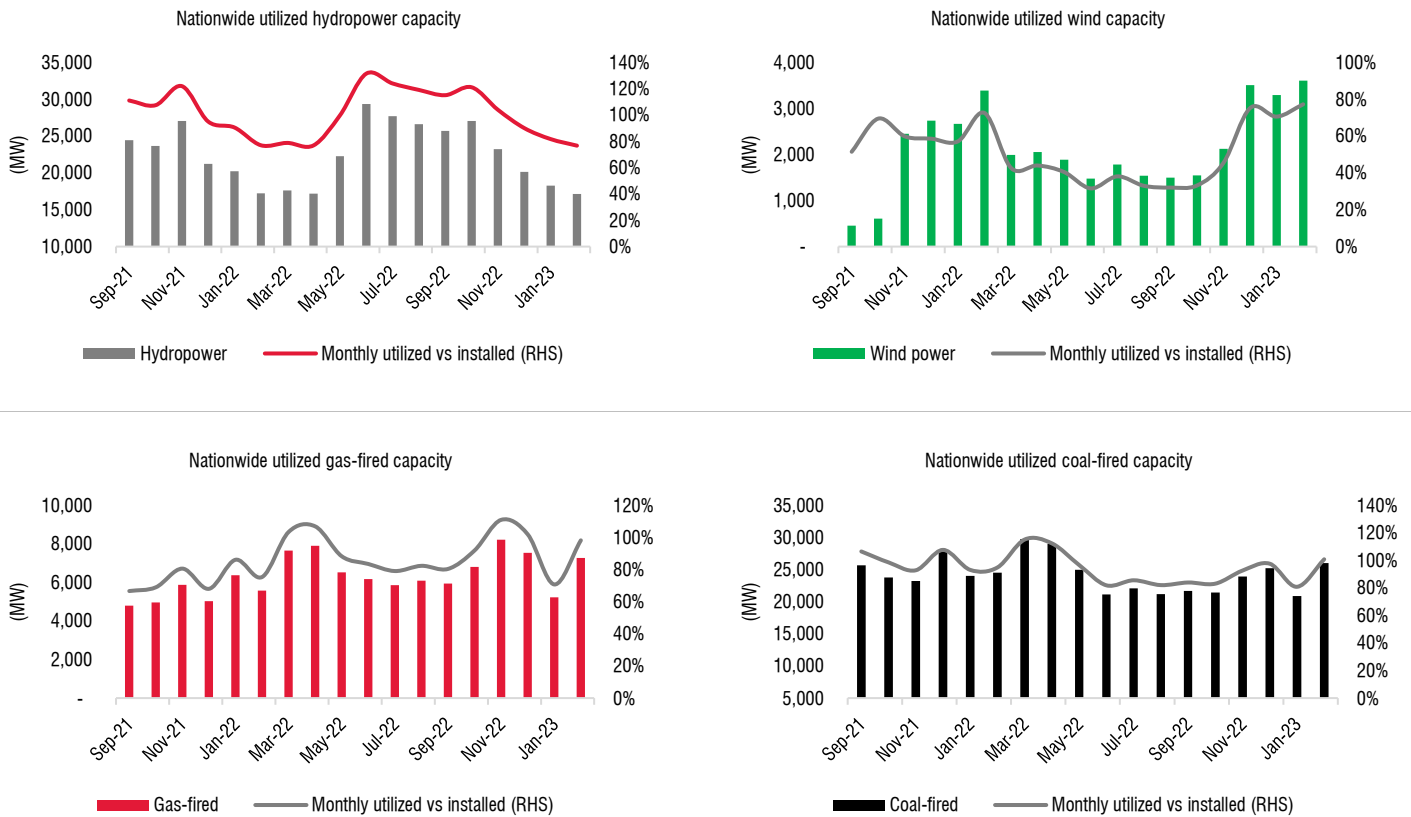 Nationwide utilized hydropower capacity
(MW)
35,000
30,000
25,000
20,000
15,000
10,000
140%
120%
100%
80%
60%
40%
20%
0%
Sep-21
Nov-21
Jan-22
Mar-22
May-22
Jul-22
Sep-22
Nov-22
Jan-23
Hydropower
Monthly utilized vs installed (RHS)
Nationwide utilized wind capacity
(MW)
4,000
3,000
2,000
1,000
-
100%
80%
60%
40%
20%
0%
Sep-21
Nov-21
Jan-22
Mar-22
May-22
Jul-22
Sep-22
Nov-22
Jan-23
Wind power
Monthly utilized vs installed (RHS)
Nationwide utilized gas-fired capacity
(MW)
10,000
8,000
6,000
4,000
2,000
-
120%
100%
80%
60%
40%
20%
0%
Sep-21
Nov-21
Jan-22
Mar-22
May-22
Jul-22
Sep-22
Nov-22
Jan-23
Gas-fired
Monthly utilized vs installed (RHS)
Nationwide utilized coal-fired capacity
(MW)
35,000
30,000
25,000
20,000
15,000
10,000
5,000
140%
120%
100%
80%
60%
40%
20%
0%
Sep-21
Nov-21
Jan-22
Mar-22
May-22
Jul-22
Sep-22
Nov-22
Jan-23
Coal-fired
Monthly utilized vs installed (RHS)